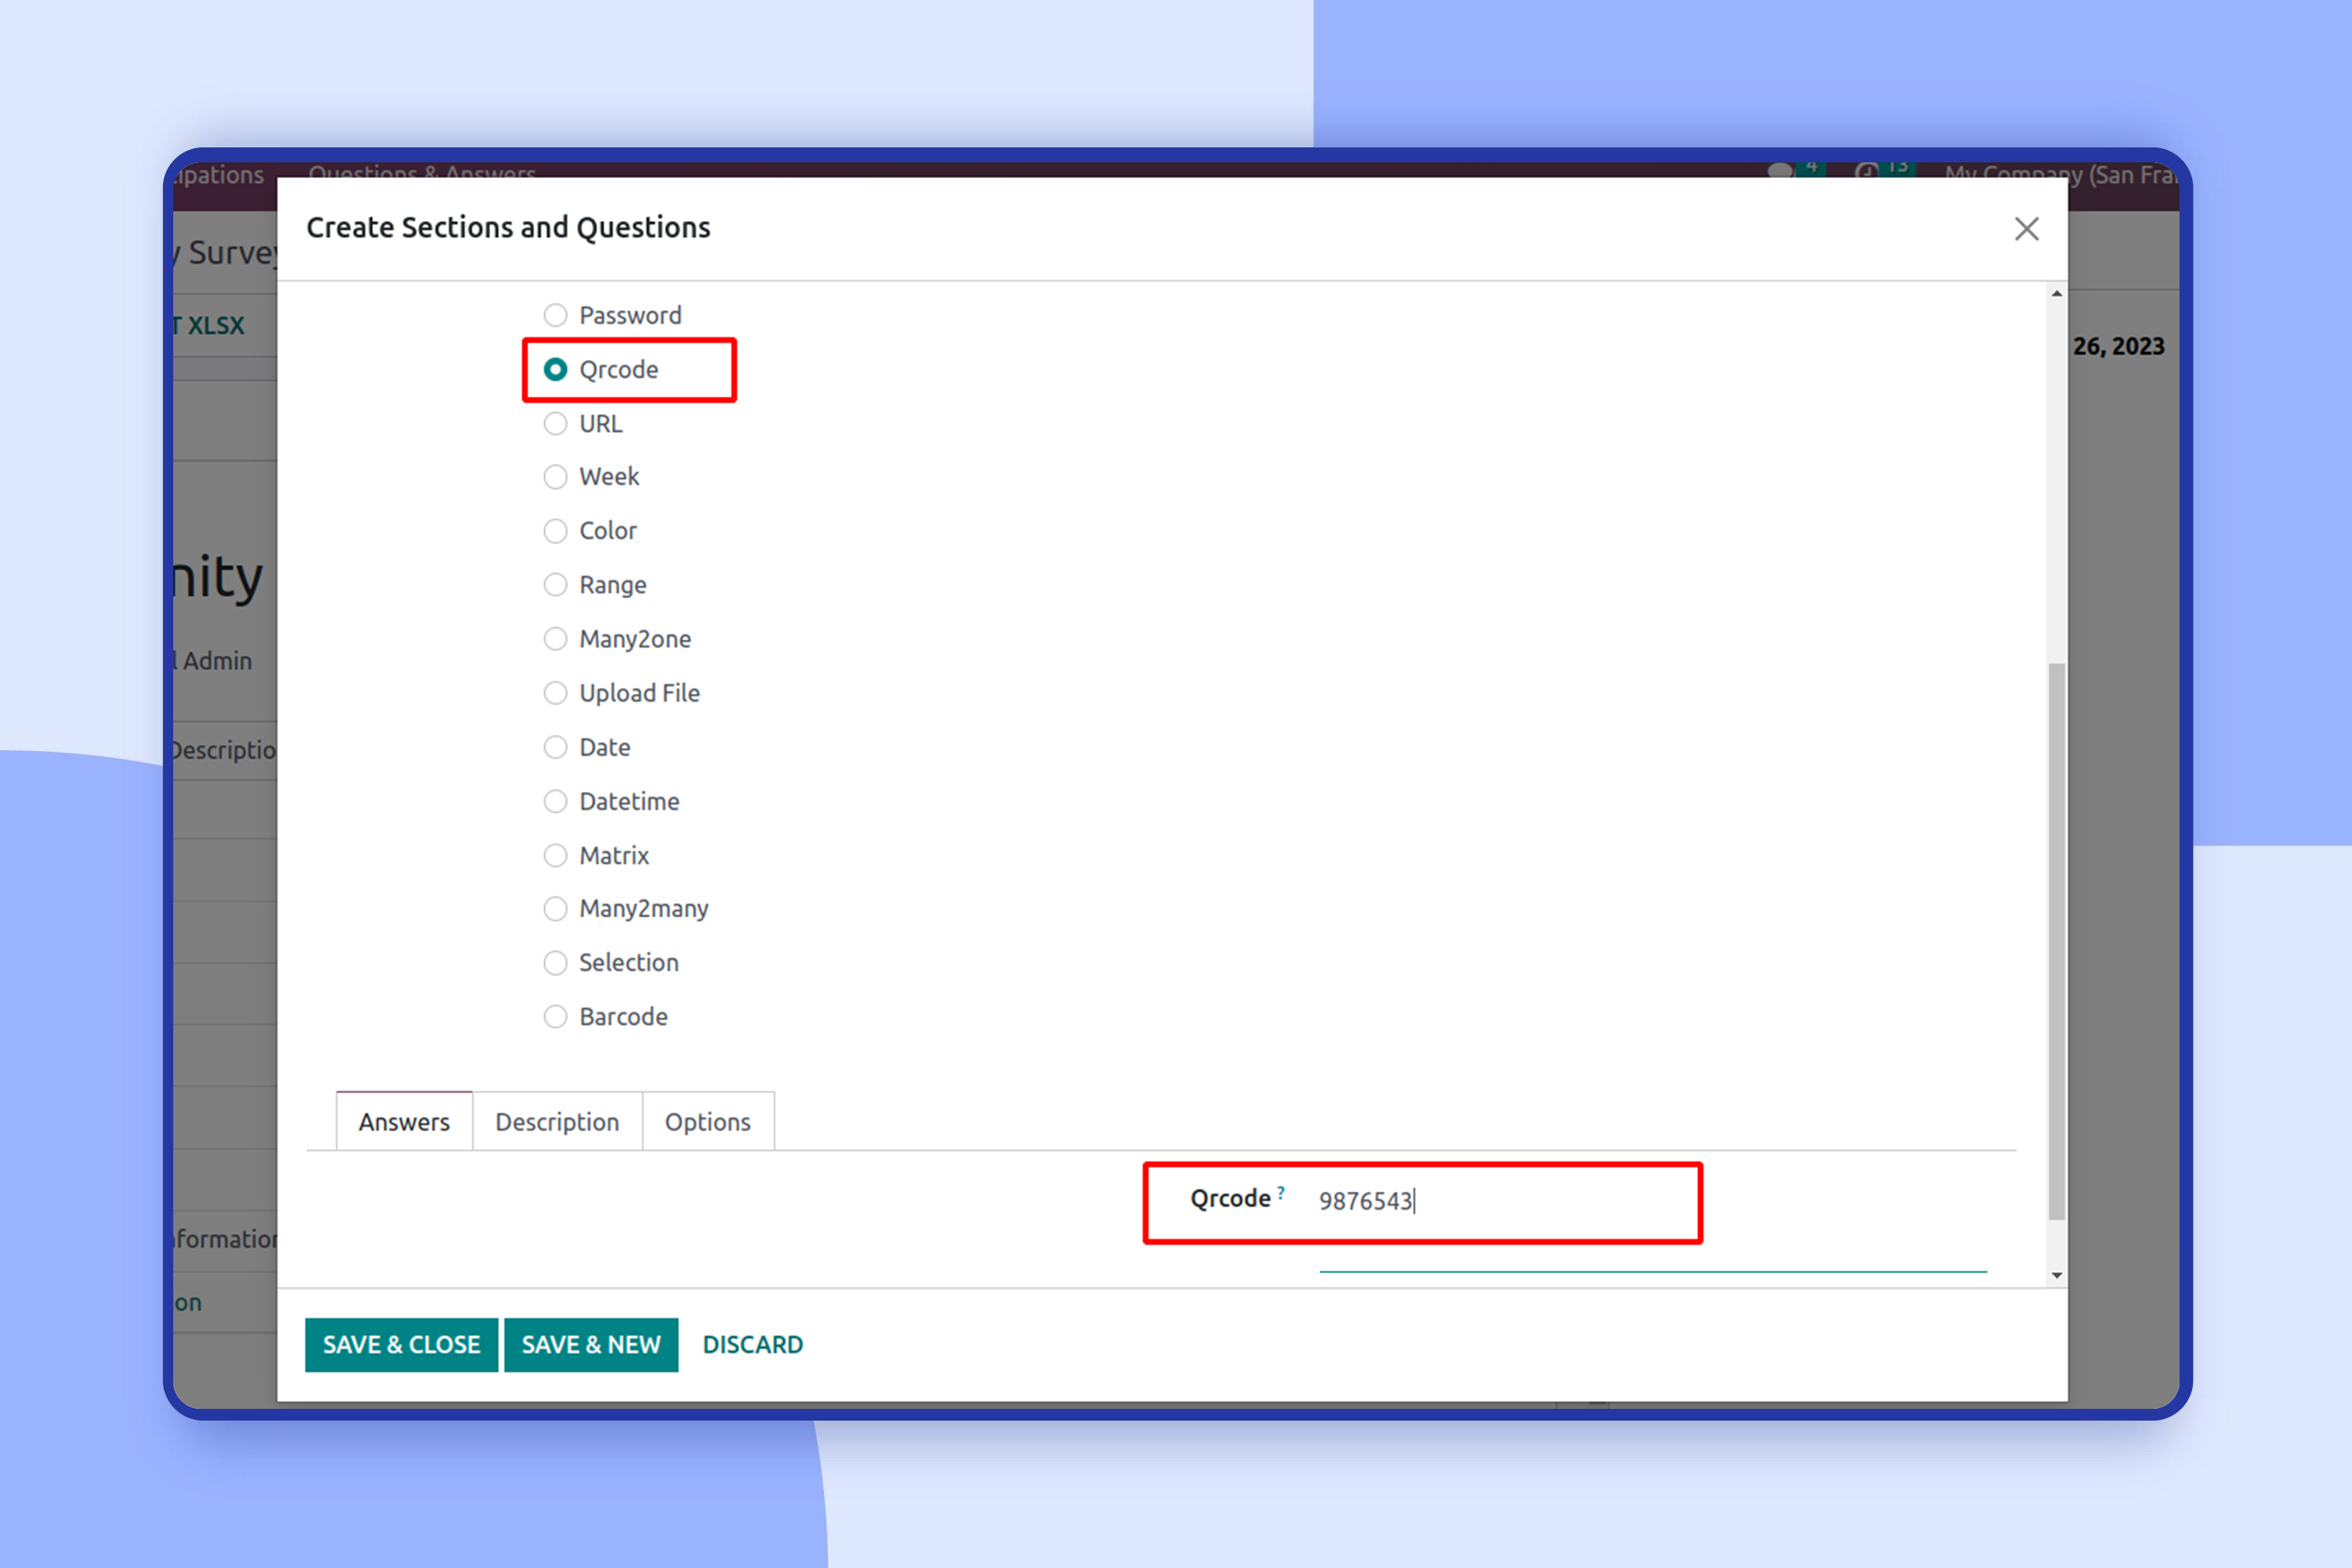 Questions & Answers
4
13
My Company (San Fra
Create Sections and Questions
y Survey
T XLSX
26, 2023
Password
Qrcode
URL
Week
Color
Range
Many2one
Upload File
Date
Datetime
Matrix
Many2many
Selection
Barcode
nity
l Admin
Descriptio
Answers
Description
Options
Qrcode ?
9876543
nformation
on
SAVE & CLOSE
SAVE & NEW
DISCARD